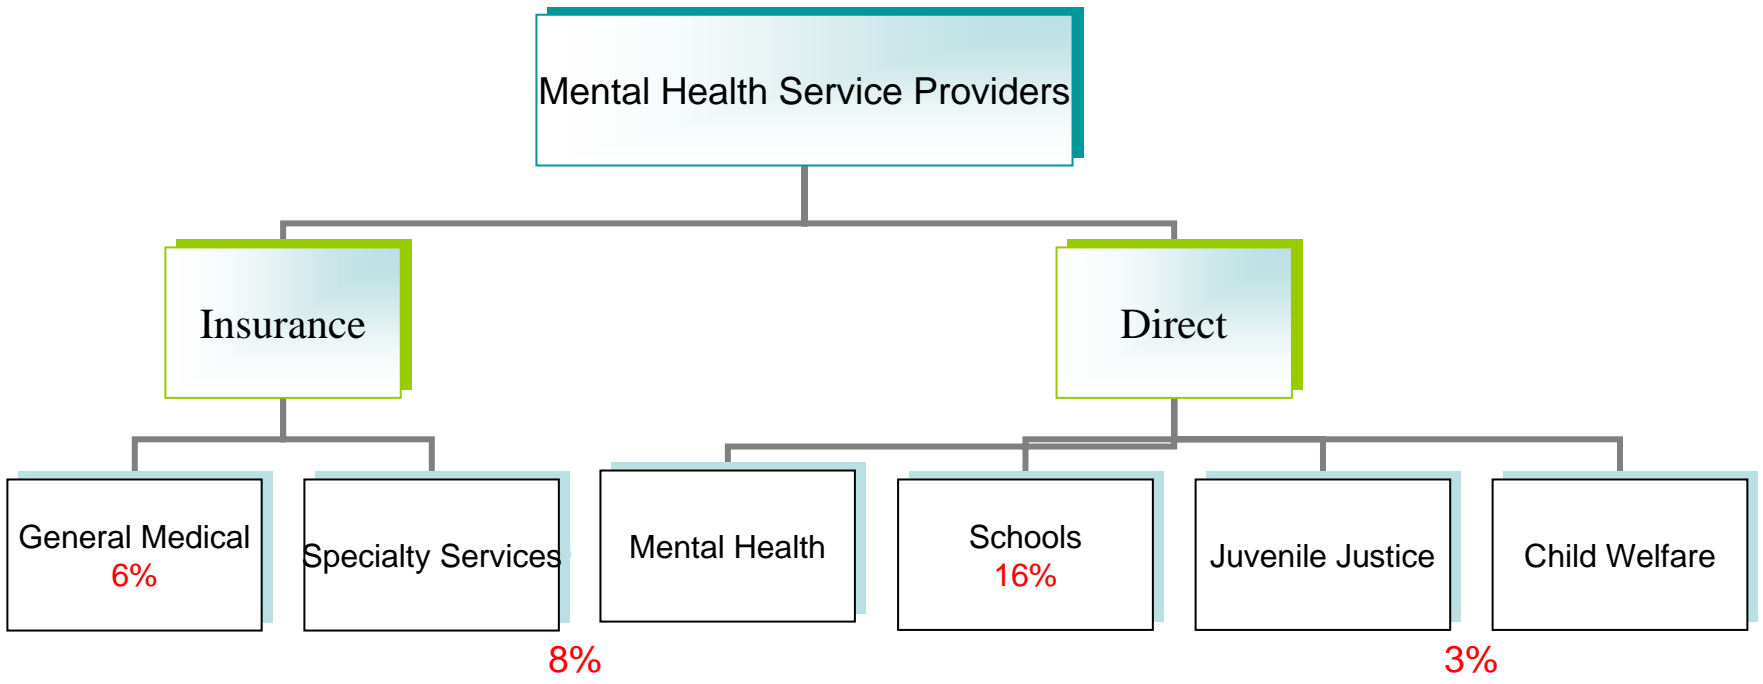 Mental Health Service Providers
Insurance
Direct
General Medical
6%
Specialty Services
Mental Health
Schools
16%
Juvenile Justice
Child Welfare
8%
3%